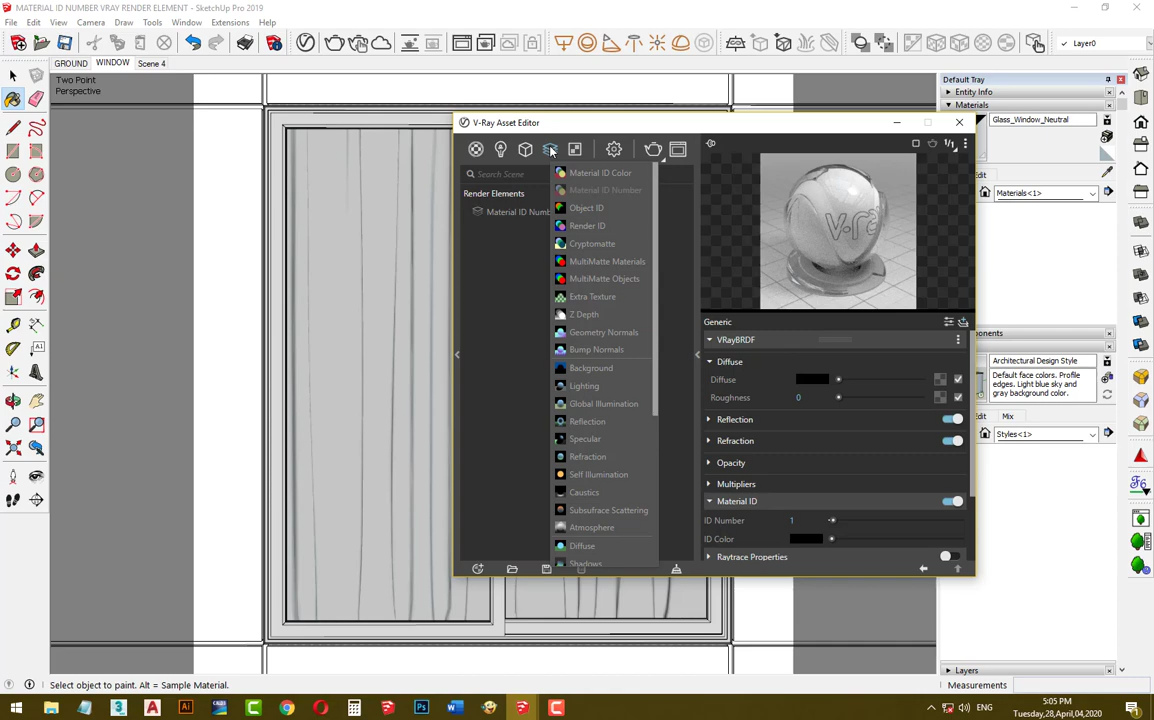 MATERIAL ID NUMBER VRAY RENDER ELEMENT - SketchUp Pro 2019
File Edit View Camera Draw Tools Window Extensions Help
Layer0
GROUND WINDOW Scene 4
Two Point
Perspective
Default Tray
Entity Info
Materials
Glass_Window_Neutral
Materials<1>
V-Ray Asset Editor
1/1
Search Scene
Render Elements
Material ID Numb
Material ID Color
Material ID Number
Object ID
Render ID
Cryptomatte
MultiMatte Materials
MultiMatte Objects
Extra Texture
Z Depth
Geometry Normals
Bump Normals
Background
Lighting
Global Illumination
Reflection
Specular
Refraction
Self Illumination
Caustics
Subsufrace Scattering
Atmosphere
Diffuse
Shadows
Generic
VRayBRDF
Diffuse
Diffuse
Roughness 0
Reflection
Refraction
Opacity
Multipliers
Material ID
ID Number 1
ID Color
Raytrace Properties
Architectural Design Style
Default face colors. Profile
edges. Light blue sky and
gray background color.
Mix
Styles<1>
Layers
Select object to paint. Alt = Sample Material.
Measurements
ENG
5:05 PM
Tuesday,28,April,04,2020